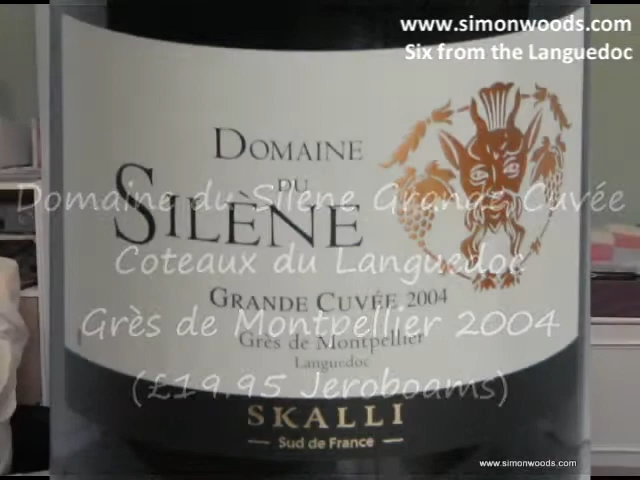 www.simonwoods.com
Six from the Languedoc
DOMAINE
DU
SILÈNE
GRANDE CUVÉE 2004
Grès de Montpellier
Languedoc
SKALLI
Sud de France
Domaine du Silène Grande Cuvée
Coteaux du Languedoc
Grès de Montpellier 2004
(£19.95 Jeroboams)
www.simonwoods.com